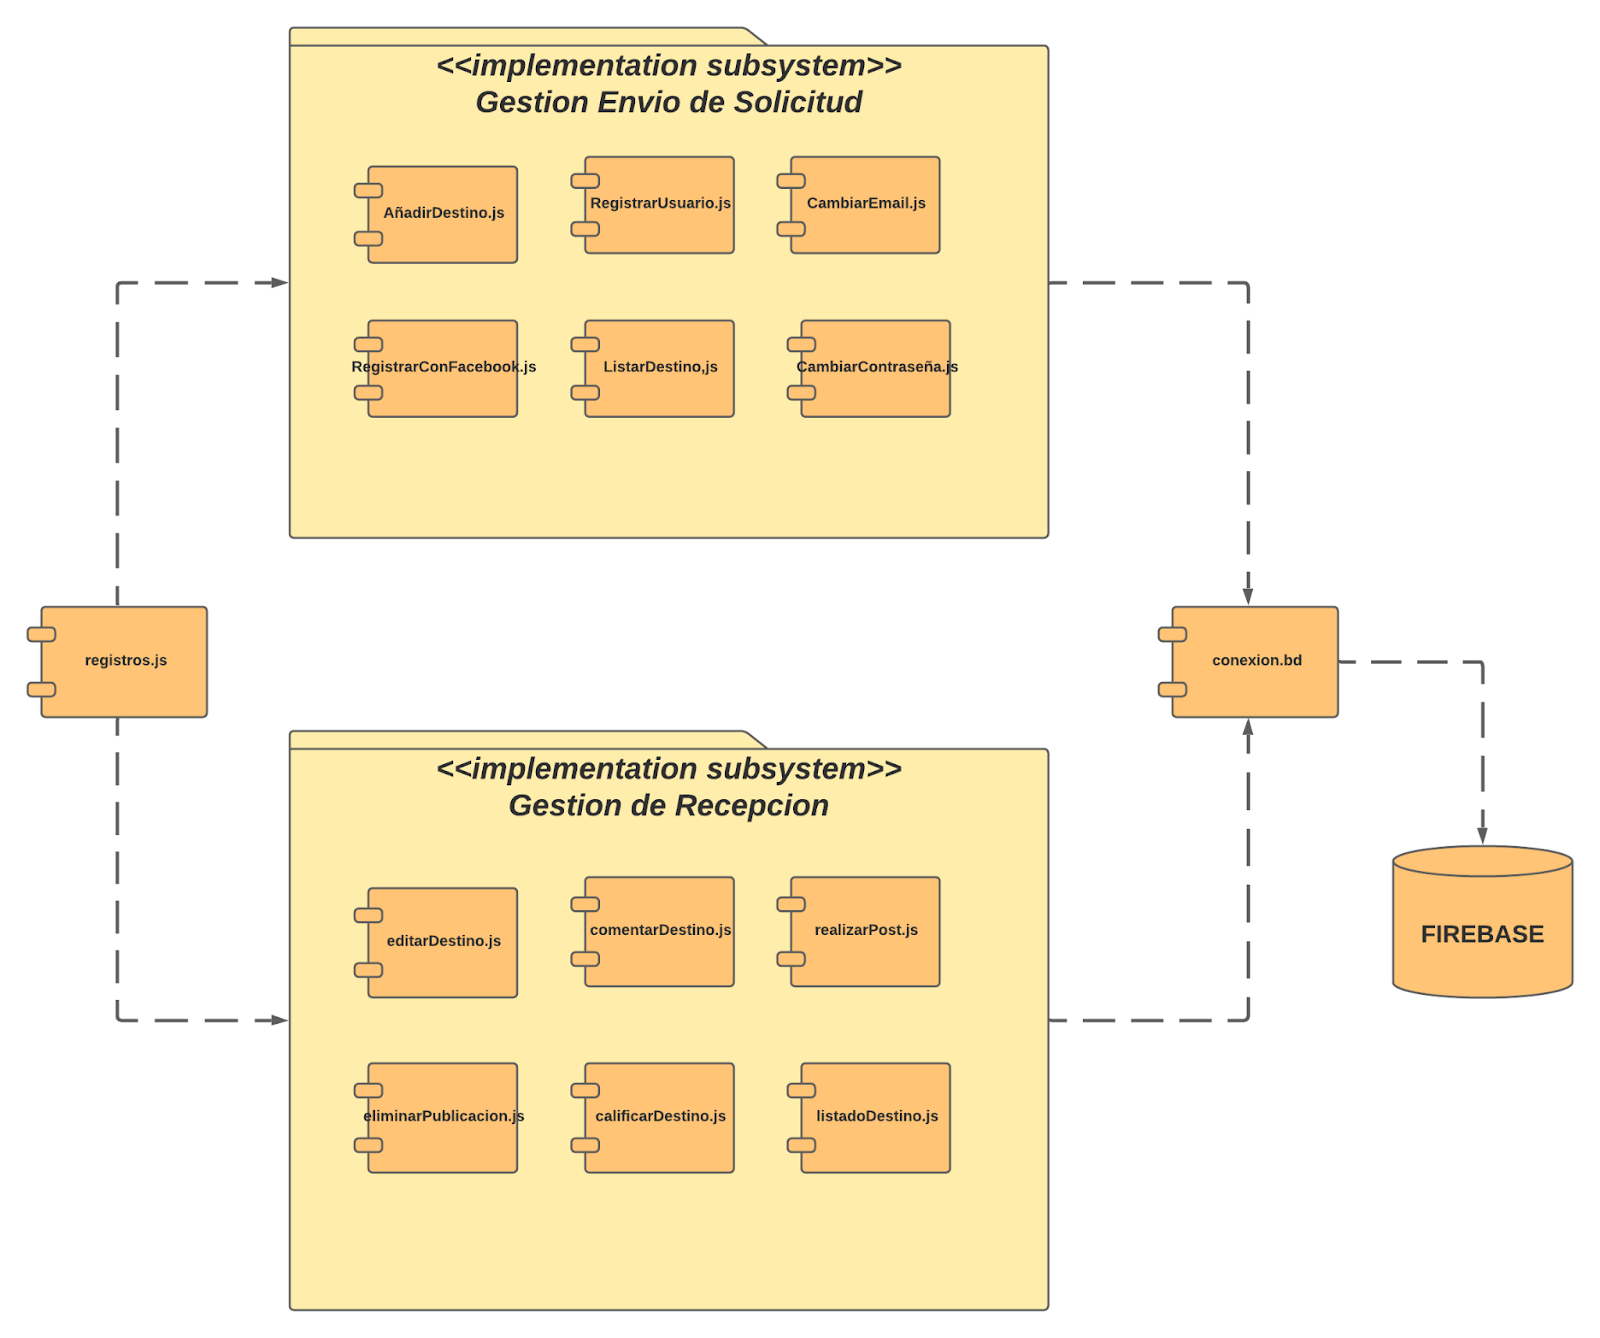 <<implementation subsystem>>
Gestion Envio de Solicitud
AñadirDestino.js
RegistrarUsuario.js
CambiarEmail.js
RegistrarConFacebook.js
ListarDestino,js
CambiarContraseña.js
registros.js
conexion.bd
<<implementation subsystem>>
Gestion de Recepcion
editarDestino.js
comentarDestino.js
realizarPost.js
FIREBASE
eliminarPublicacion.js
calificarDestino.js
listadoDestino.js